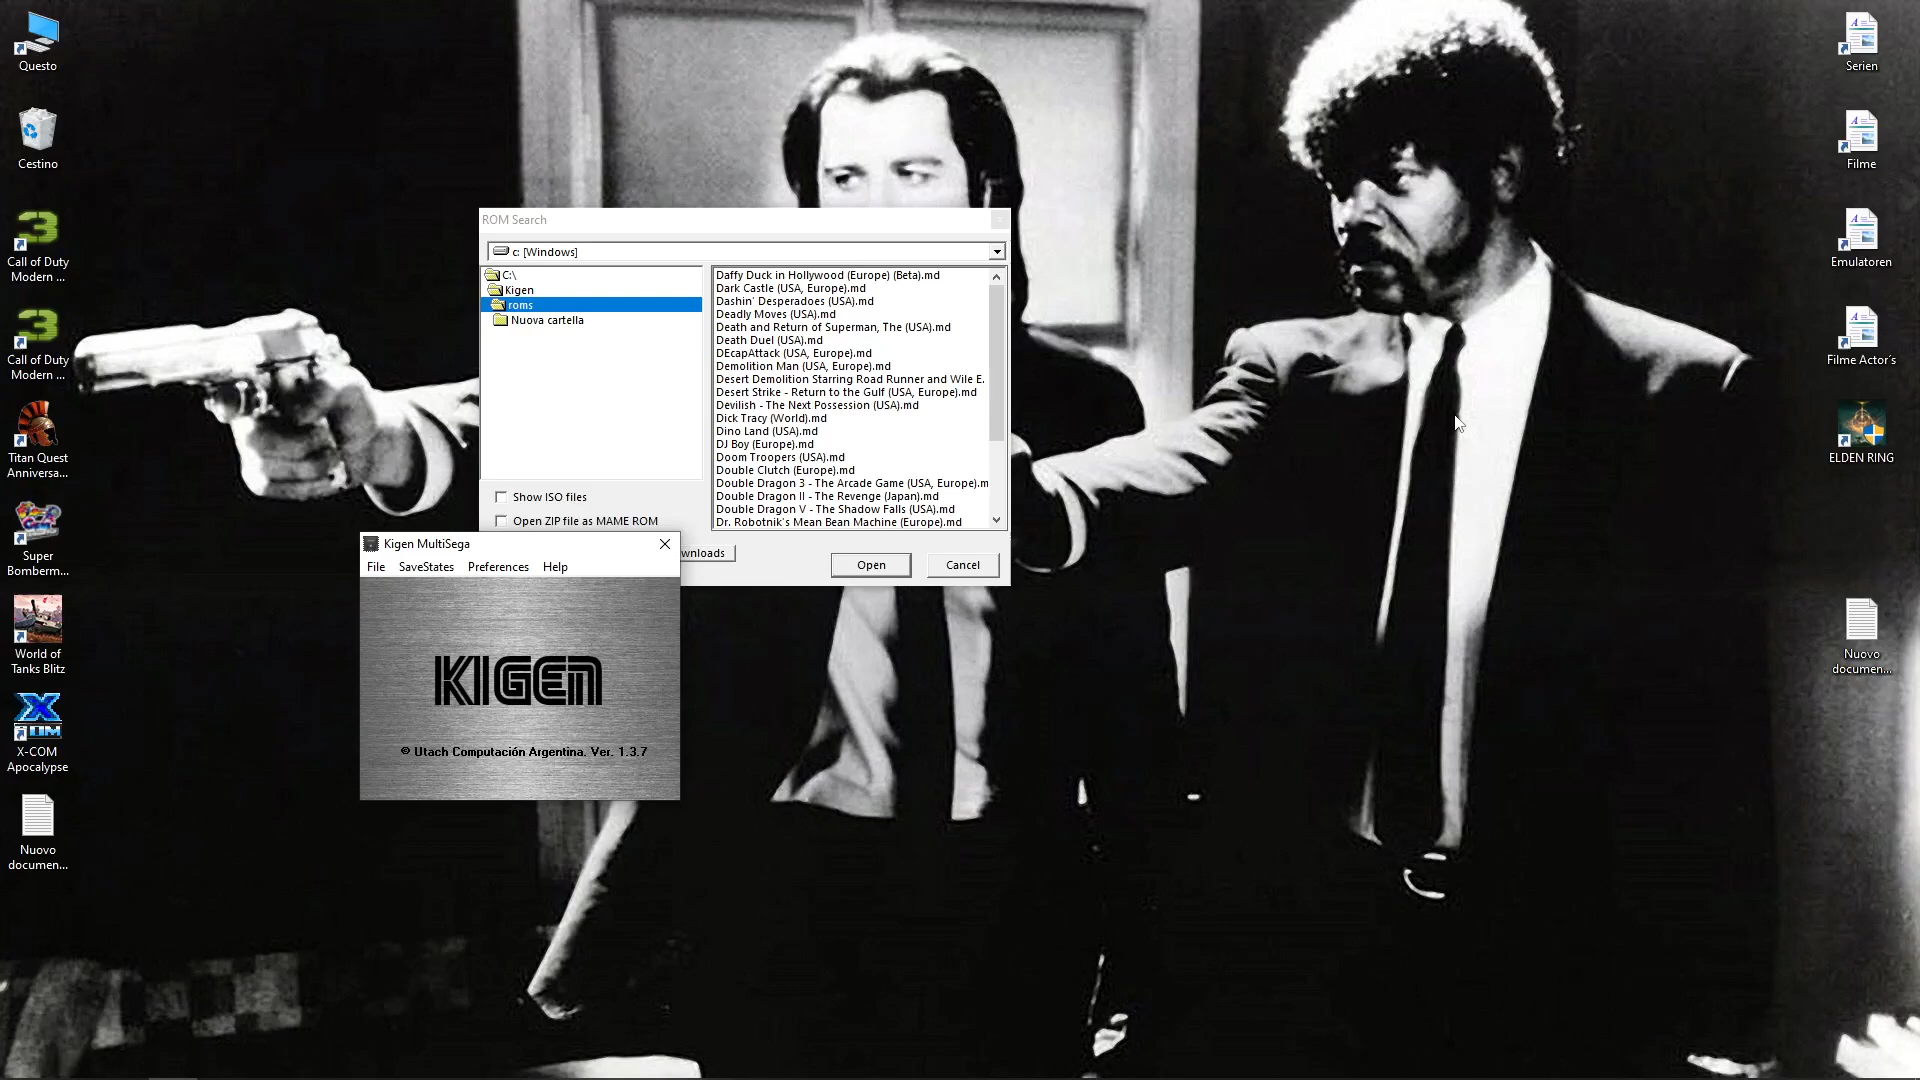 Questo
Cestino
Call of Duty
Modern ...
Call of Duty
Modern ...
Titan Quest
Anniversa...
Super
Bomberm...
World of
Tanks Blitz
X-COM
Apocalypse
Nuovo
documen...
ROM Search
c: [Windows]
C:\
Kigen
roms
Nuova cartella
Daffy Duck in Hollywood (Europe) (Beta).md
Dark Castle (USA, Europe).md
Dashin' Desperadoes (USA).md
Deadly Moves (USA).md
Death and Return of Superman, The (USA).md
Death Duel (USA).md
DEcapAttack (USA, Europe).md
Demolition Man (USA, Europe).md
Desert Demolition Starring Road Runner and Wile E.
Desert Strike - Return to the Gulf (USA, Europe).md
Devilish - The Next Possession (USA).md
Dick Tracy (World).md
Dino Land (USA).md
DJ Boy (Europe).md
Doom Troopers (USA).md
Double Clutch (Europe).md
Double Dragon 3 - The Arcade Game (USA, Europe).m
Double Dragon II - The Revenge (Japan).md
Double Dragon V - The Shadow Falls (USA).md
Dr. Robotnik's Mean Bean Machine (Europe).md
Show ISO files
Open ZIP file as MAME ROM
wnloads
Open
Cancel
Kigen MultiSega
File SaveStates Preferences Help
KIGEN
© Utach Computación Argentina. Ver. 1.3.7
Serien
Filme
Emulatoren
Filme Actor's
ELDEN RING
Nuovo
documen...